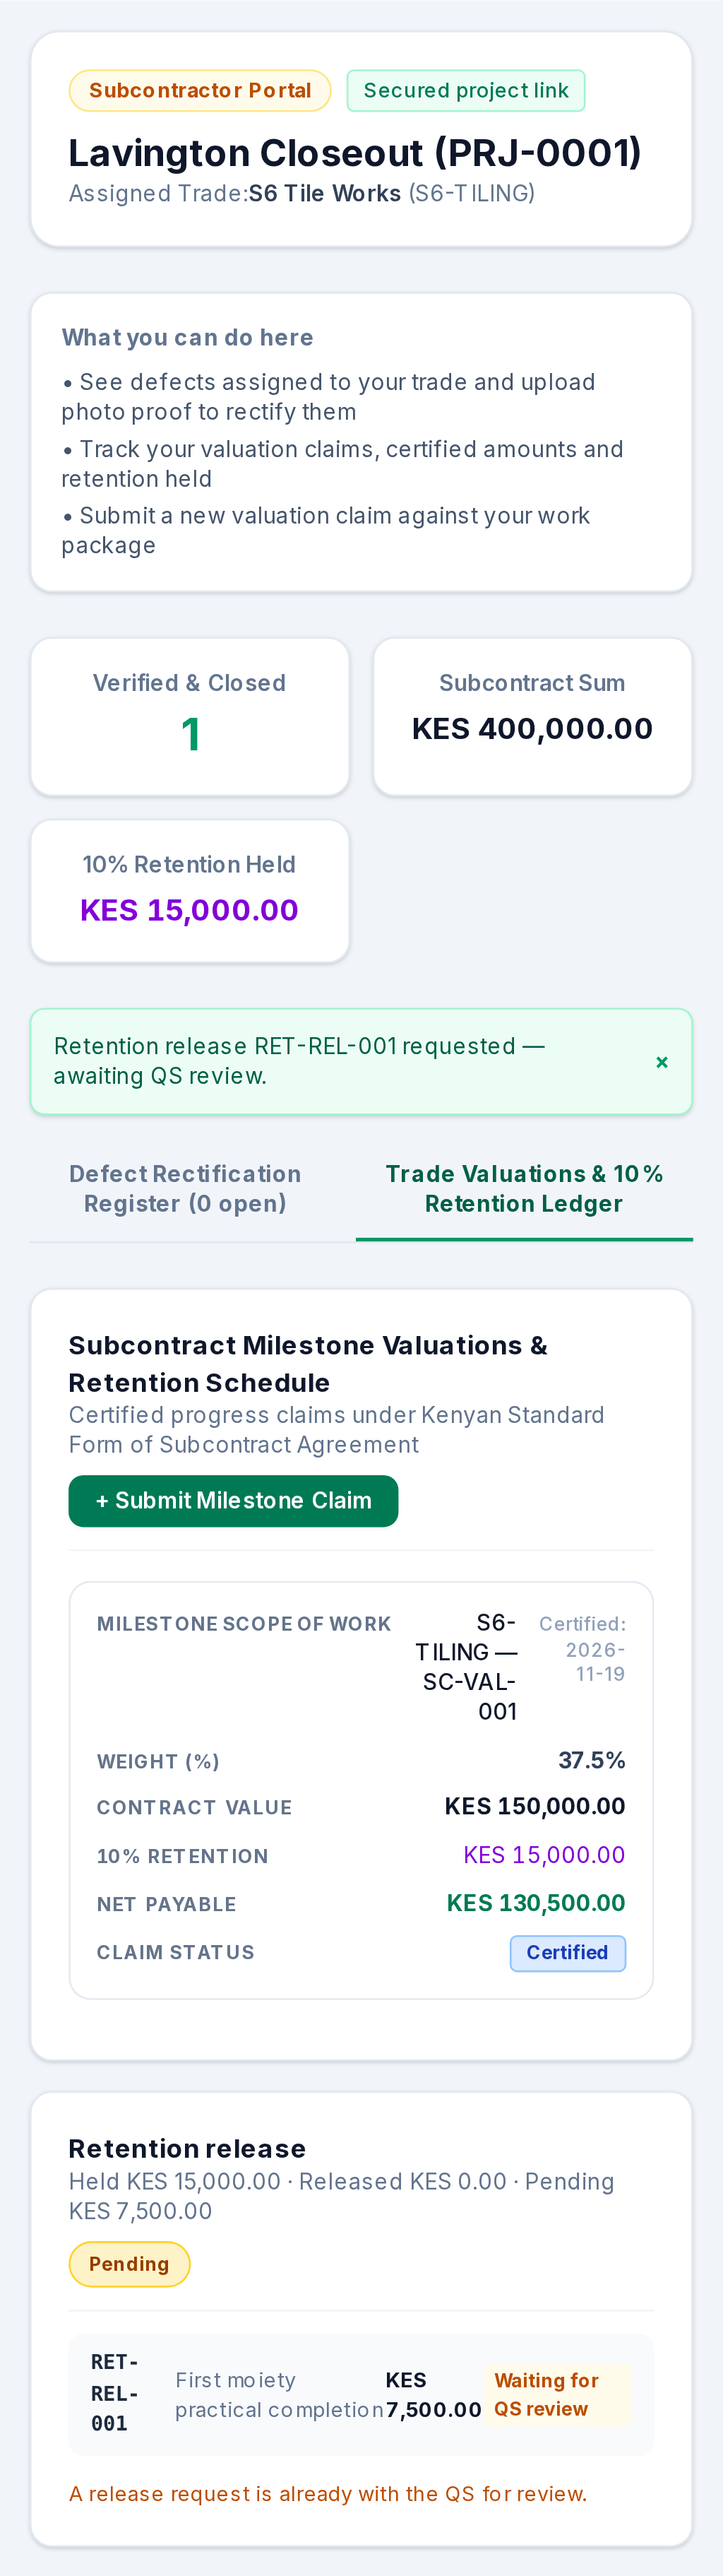 Subcontractor Portal
Secured project link
Lavington Closeout (PRJ-0001)
Assigned Trade:S6 Tile Works (S6-TILING)
What you can do here
• See defects assigned to your trade and upload
photo proof to rectify them
• Track your valuation claims, certified amounts and
retention held
• Submit a new valuation claim against your work
package
Verified & Closed
1
Subcontract Sum
KES 400,000.00
10% Retention Held
KES 15,000.00
Retention release RET-REL-001 requested —
awaiting QS review.
×
Defect Rectification
Register (0 open)
Trade Valuations & 10%
Retention Ledger
Subcontract Milestone Valuations &
Retention Schedule
Certified progress claims under Kenyan Standard
Form of Subcontract Agreement
+ Submit Milestone Claim
MILESTONE SCOPE OF WORK
S6-
TILING —
SC-VAL-
001
Certified:
2026-
11-19
WEIGHT (%)
37.5%
CONTRACT VALUE
KES 150,000.00
10% RETENTION
KES 15,000.00
NET PAYABLE
KES 130,500.00
CLAIM STATUS
Certified
Retention release
Held KES 15,000.00 · Released KES 0.00 · Pending
KES 7,500.00
Pending
RET-
REL-
001
First moiety
practical completion
KES
7,500.00
Waiting for
QS review
A release request is already with the QS for review.